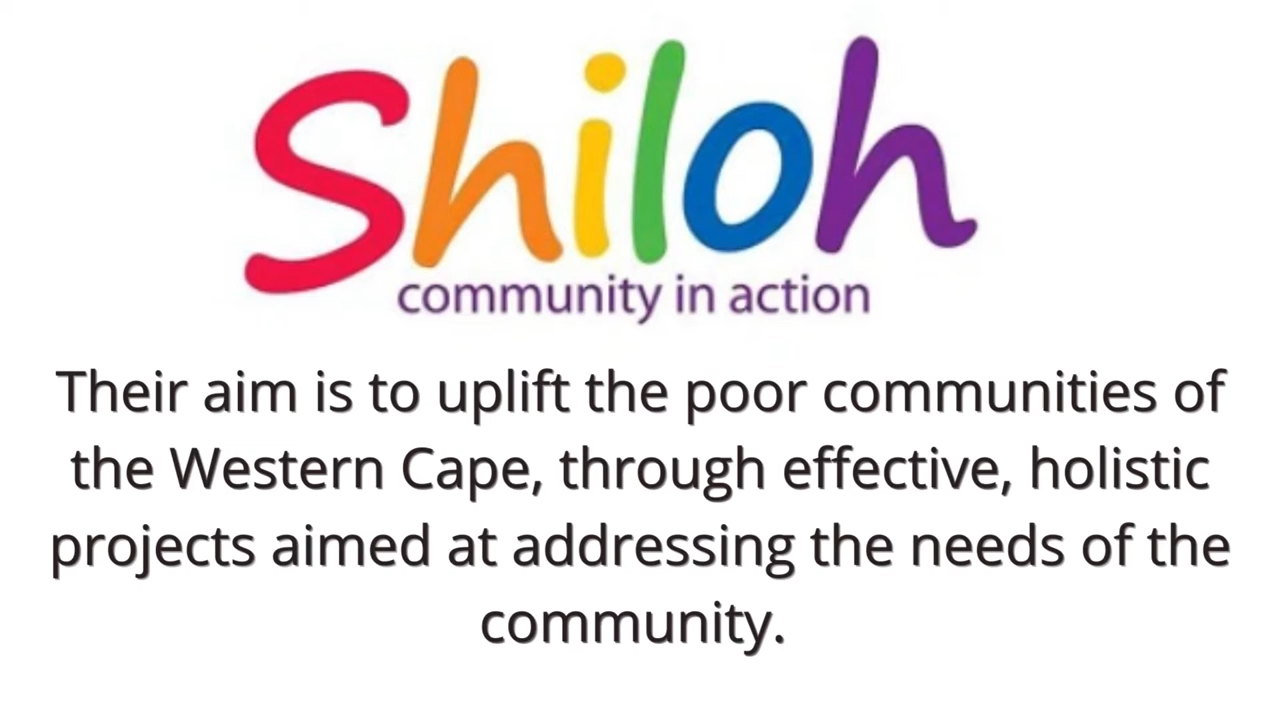 Shiloh
community in action
Their aim is to uplift the poor communities of
the Western Cape, through effective, holistic
projects aimed at addressing the needs of the
community.